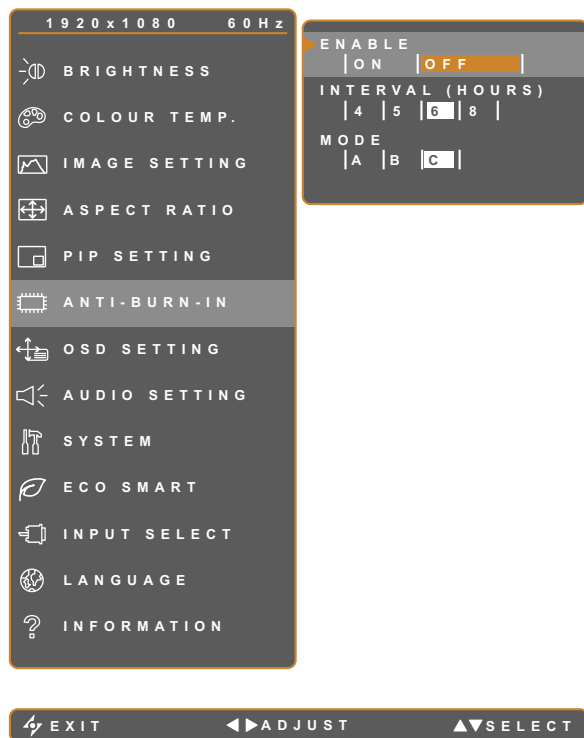 1920x1080 60Hz
BRIGHTNESS
COLOUR TEMP.
IMAGE SETTING
ASPECT RATIO
PIP SETTING
ANTI-BURN-IN
OSD SETTING
AUDIO SETTING
SYSTEM
ECO SMART
INPUT SELECT
LANGUAGE
INFORMATION
ENABLE
ON OFF
INTERVAL (HOURS)
4 5 6 8
MODE
A B C
EXIT ADJUST SELECT